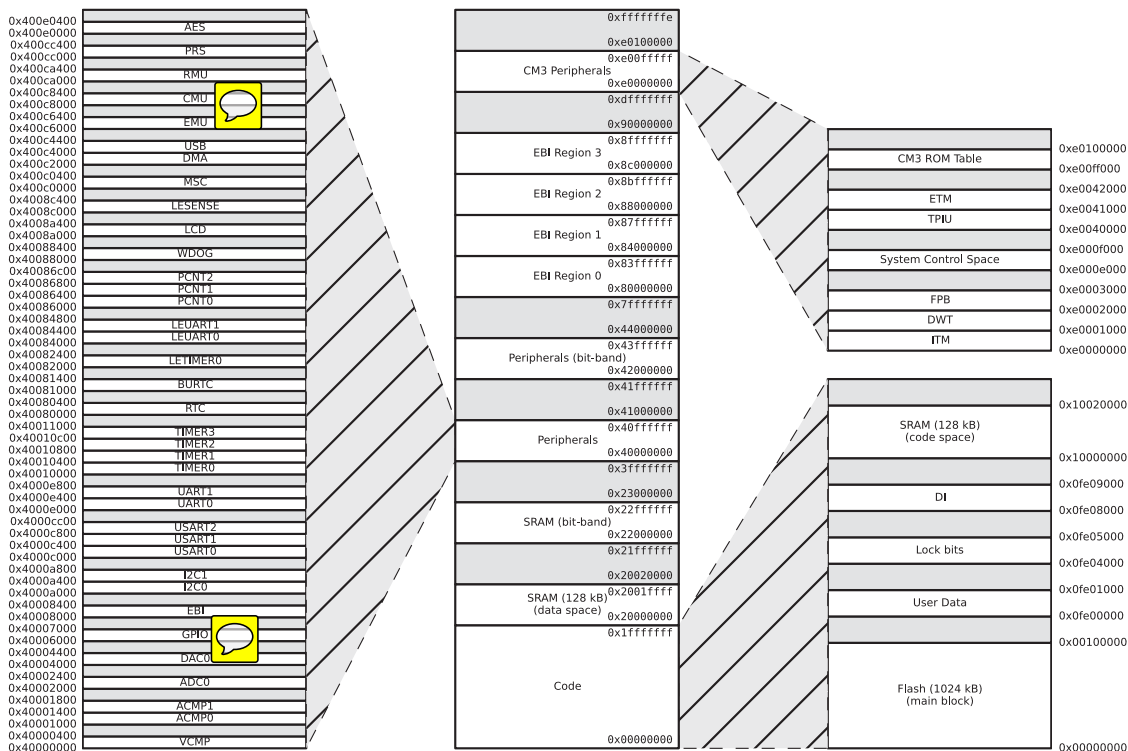 0x400e0400
AES
0x400e0000
0x400cc400
PRS
0x400cc000
0x400ca400
RMU
0x400ca000
0x400c8400
CMU
0x400c8000
0x400c6400
EMU
0x400c6000
0x400c4400
USB
0x400c4000
DMA
0x400c2000
0x400c0400
MSC
0x400c0000
0x4008c400
LESENSE
0x4008c000
0x4008a400
LCD
0x4008a000
0x40088400
WDOG
0x40088000
0x40086c00
PCNT2
0x40086800
PCNT1
0x40086400
PCNT0
0x40086000
0x40084800
LEUART1
0x40084400
LEUART0
0x40084000
0x40082400
LETIMER0
0x40082000
0x40081400
BURTC
0x40081000
0x40080400
RTC
0x40080000
0x40011000
TIMER3
0x40010c00
TIMER2
0x40010800
TIMER1
0x40010400
TIMER0
0x40010000
0x4000e800
UART1
0x4000e400
UART0
0x4000e000
0x4000cc00
USART2
0x4000c800
USART1
0x4000c400
USART0
0x4000c000
0x4000a800
I2C1
0x4000a400
I2C0
0x4000a000
0x40008400
EBI
0x40008000
0x40007000
GPIO
0x40006000
0x40004400
DAC0
0x40004000
0x40002400
ADC0
0x40002000
0x40001800
ACMP1
0x40001400
ACMP0
0x40001000
0x40000400
VCMP
0x40000000
0xfffffffe
0xe0100000
0xe00fffff
CM3 Peripherals
0xe0000000
0xdfffffff
0x90000000
0x8fffffff
EBI Region 3
0x8c000000
0x8bffffff
EBI Region 2
0x88000000
0x87ffffff
EBI Region 1
0x84000000
0x83ffffff
EBI Region 0
0x80000000
0x7fffffff
0x44000000
0x43ffffff
Peripherals (bit-band)
0x42000000
0x41ffffff
0x41000000
0x40ffffff
Peripherals
0x40000000
0x3fffffff
0x23000000
0x22ffffff
SRAM (bit-band)
0x22000000
0x21ffffff
0x20020000
0x2001ffff
SRAM (128 kB)
(data space)
0x20000000
0x1fffffff
Code
0x00000000
0xe0100000
CM3 ROM Table
0xe00ff000
0xe0042000
ETM
0xe0041000
TPIU
0xe0040000
0xe000f000
System Control Space
0xe000e000
0xe0003000
FPB
0xe0002000
DWT
0xe0001000
ITM
0xe0000000
0x10020000
SRAM (128 kB)
(code space)
0x10000000
0x0fe09000
DI
0x0fe08000
0x0fe05000
Lock bits
0x0fe04000
0x0fe01000
User Data
0x0fe00000
0x00100000
Flash (1024 kB)
(main block)
0x00000000